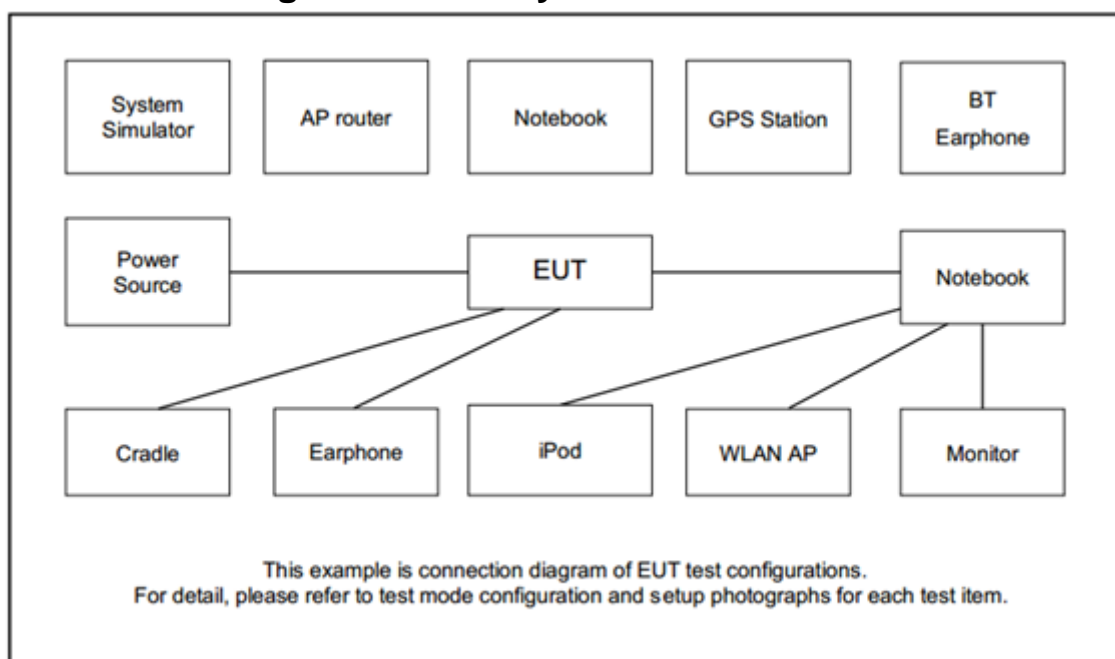 System
Simulator
AP router
Notebook
GPS Station
BT
Earphone
Power
Source
EUT
Notebook
Cradle
Earphone
iPod
WLAN AP
Monitor
This example is connection diagram of EUT test configurations.
For detail, please refer to test mode configuration and setup photographs for each test item.